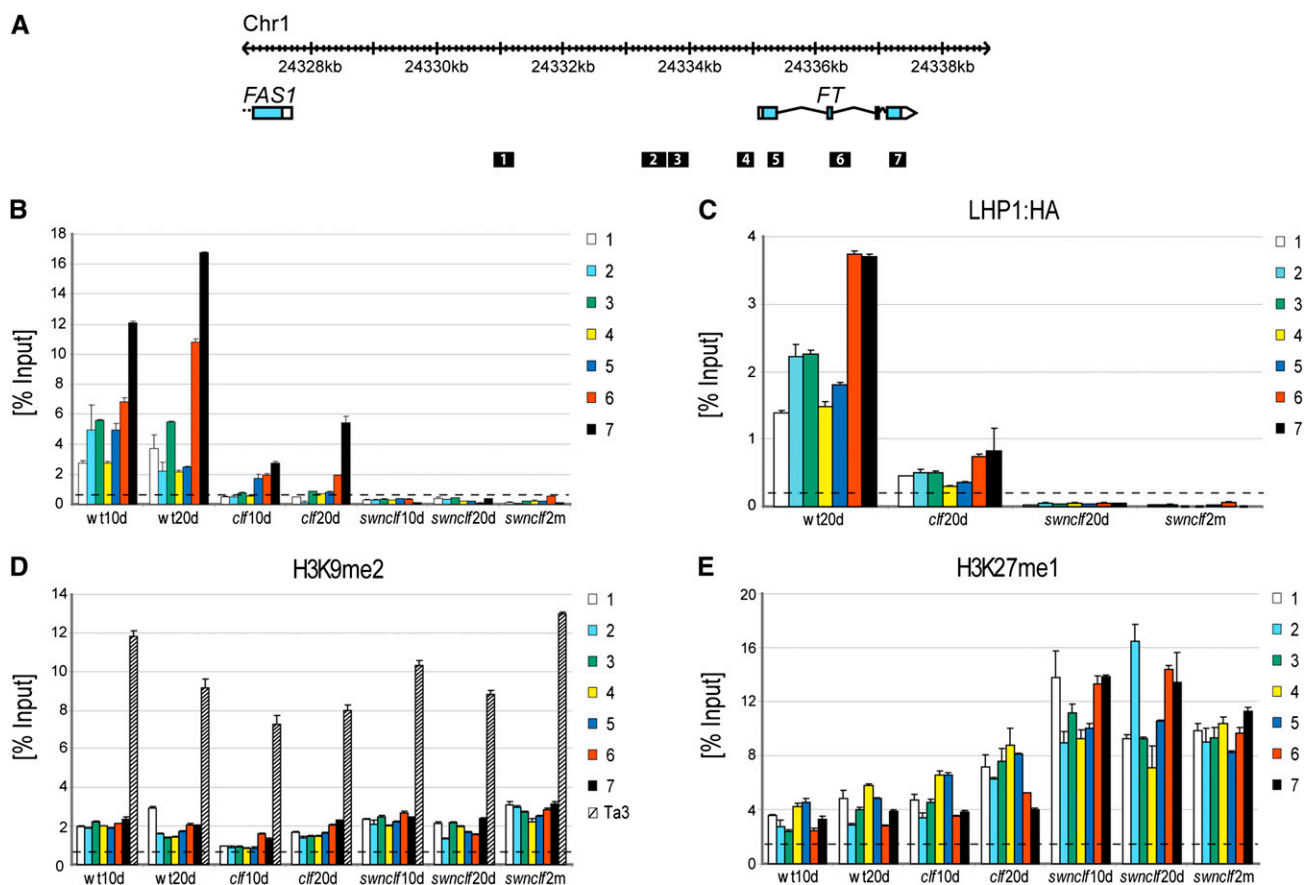 A
Chr1
24328kb 24330kb 24332kb 24334kb 24336kb 24338kb
FAS1 FT
1 2 3 4 5 6 7
B
[% Input]
18
16
14
12
10
8
6
4
2
0
wt10d wt20d clf10d clf20d swnclf10d swnclf20d swnclf2m
1
2
3
4
5
6
7
C
LHP1:HA
[% Input]
4
3
2
1
0
wt20d clf20d swnclf20d swnclf2m
1
2
3
4
5
6
7
D
H3K9me2
[% Input]
14
12
10
8
6
4
2
0
wt10d wt20d clf10d clf20d swnclf10d swnclf20d swnclf2m
1
2
3
4
5
6
7
Ta3
E
H3K27me1
[% Input]
20
16
12
8
4
0
wt10d wt20d clf10d clf20d swnclf10d swnclf20d swnclf2m
1
2
3
4
5
6
7